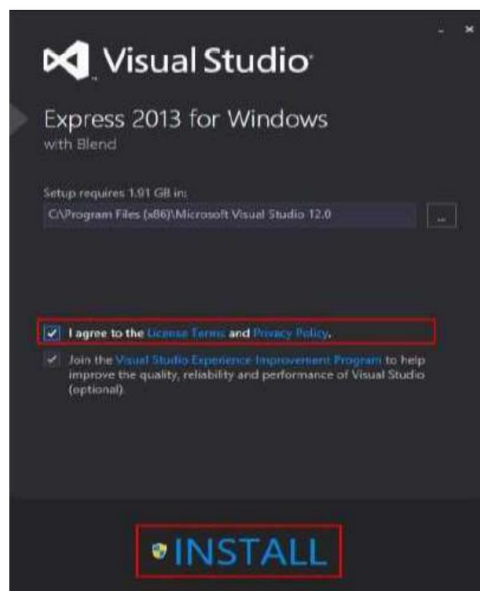 Visual Studio
Express 2013 for Windows
with Blend
Setup requires 1.91 GB in:
C:\Program Files (x86)\Microsoft Visual Studio 12.0
...
I agree to the License Terms and Privacy Policy.
Join the Visual Studio Experience Improvement Program to help
improve the quality, reliability and performance of Visual Studio
(optional).
INSTALL